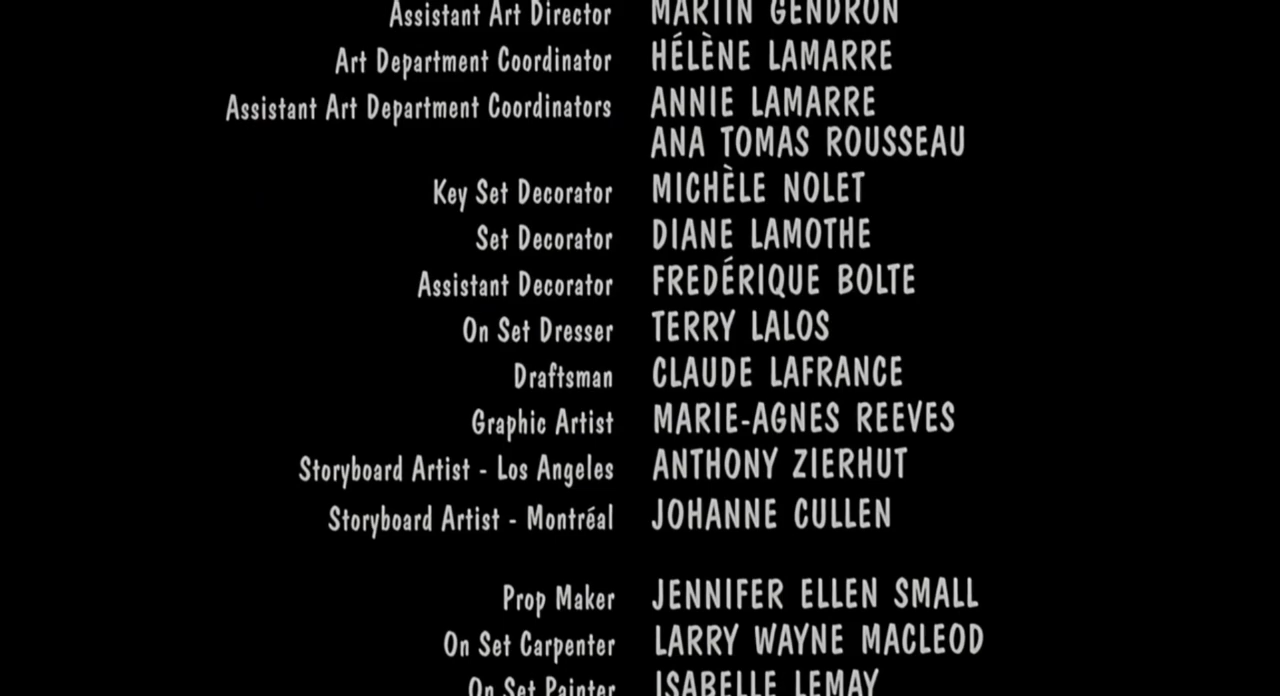 Assistant Art Director MARTIN GENDRON
Art Department Coordinator HÉLÈNE LAMARRE
Assistant Art Department Coordinators ANNIE LAMARRE
ANA TOMAS ROUSSEAU
Key Set Decorator MICHÈLE NOLET
Set Decorator DIANE LAMOTHE
Assistant Decorator FREDÉRIQUE BOLTE
On Set Dresser TERRY LALOS
Draftsman CLAUDE LAFRANCE
Graphic Artist MARIE-AGNES REEVES
Storyboard Artist - Los Angeles ANTHONY ZIERHUT
Storyboard Artist - Montréal JOHANNE CULLEN
Prop Maker JENNIFER ELLEN SMALL
On Set Carpenter LARRY WAYNE MACLEOD
On Set Painter ISABELLE LEMAY